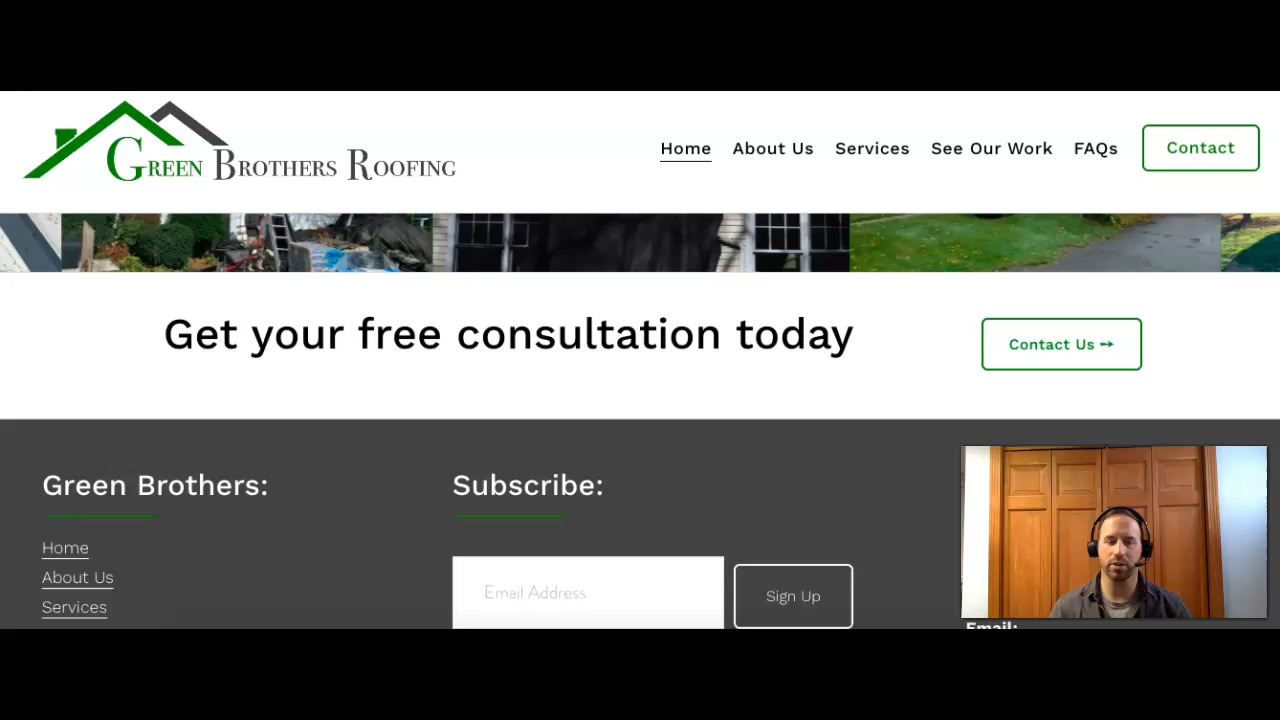 Green Brothers Roofing
Home About Us Services See Our Work FAQs Contact
Get your free consultation today
Contact Us →
Green Brothers:
Subscribe:
Home
About Us
Services
Email Address
Sign Up
Email: